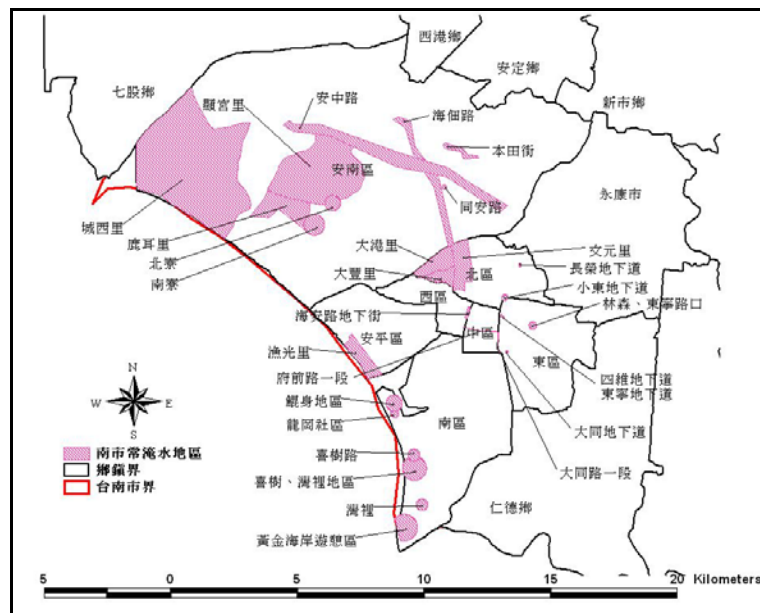 西港鄉
安定鄉
七股鄉
顯宮里
安中路
海佃路
新市鄉
本田街
安南區
永康市
同安路
城西里
鹿耳里
北寮
南寮
大港里
文元里
北區
長榮地下道
大豐里
小東地下道
西區
林森、東寧路口
海安路地下街
中區
安平區
東區
漁光里
府前路一段
四維地下道
東寧地下道
鯤身地區
南區
龍岡社區
大同地下道
喜樹路
大同路一段
喜樹、灣裡地區
灣裡
仁德鄉
黃金海岸遊憩區
N
W E
S
南市常淹水地區
鄉鎮界
台南市界
5 0 5 10 15 20 Kilometers